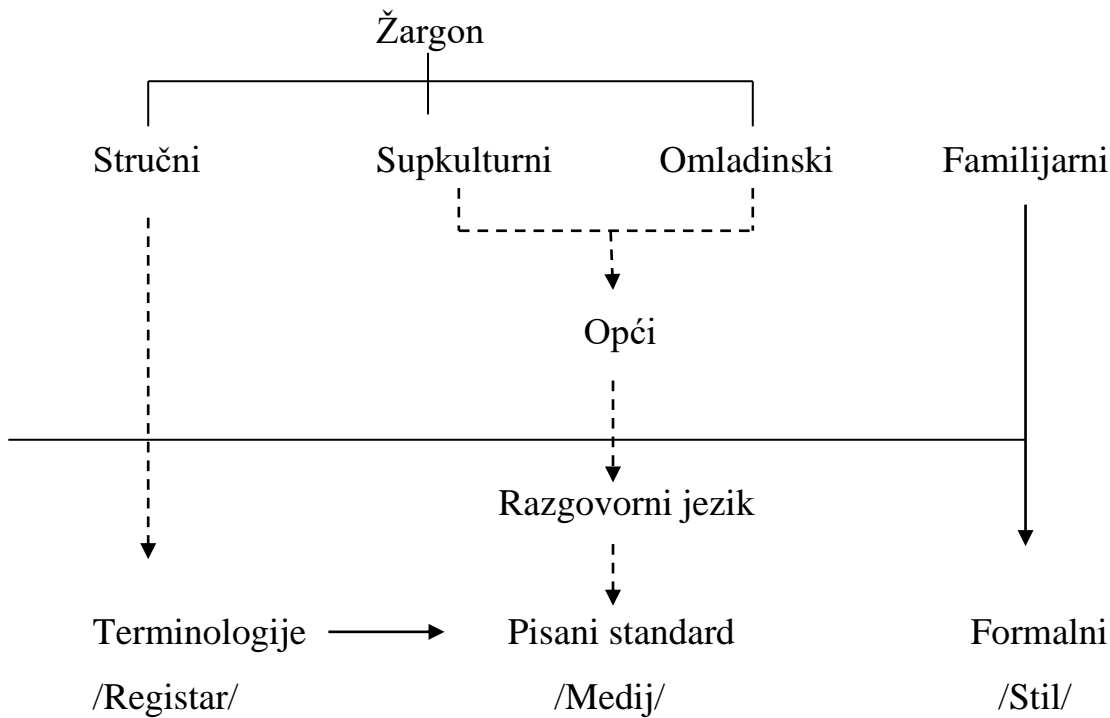 Žargon
Stručni Supkulturni Omladinski Familijarni
Opći
Razgovorni jezik
Terminologije Pisani standard Formalni
/Registar/ /Medij/ /Stil/